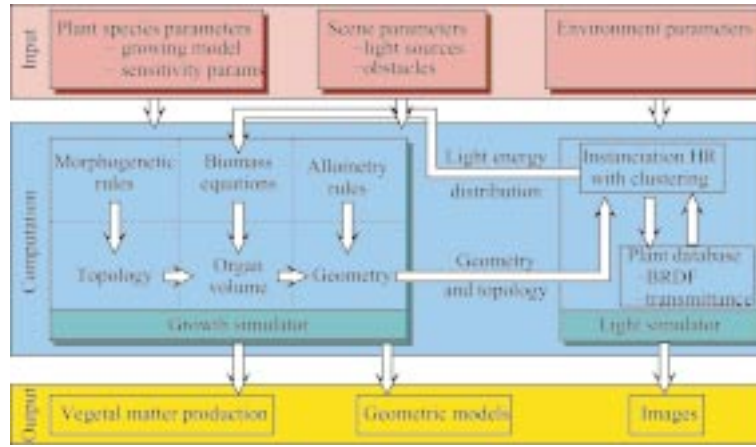 Input
Plant species parameters
– growing model
– sensitivity params
Scene parameters
–light sources
–obstacles
Environment parameters
Computation
Morphogenetic
rules
Biomass
equations
Allometry
rules
Light energy
distribution
Instanciation HR
with clustering
Topology
Organ
volume
Geometry
Geometry
and topology
Plant database
–BRDF
–transmittance
Growth simulator
Light simulator
Output
Vegetal matter production
Geometric models
Images